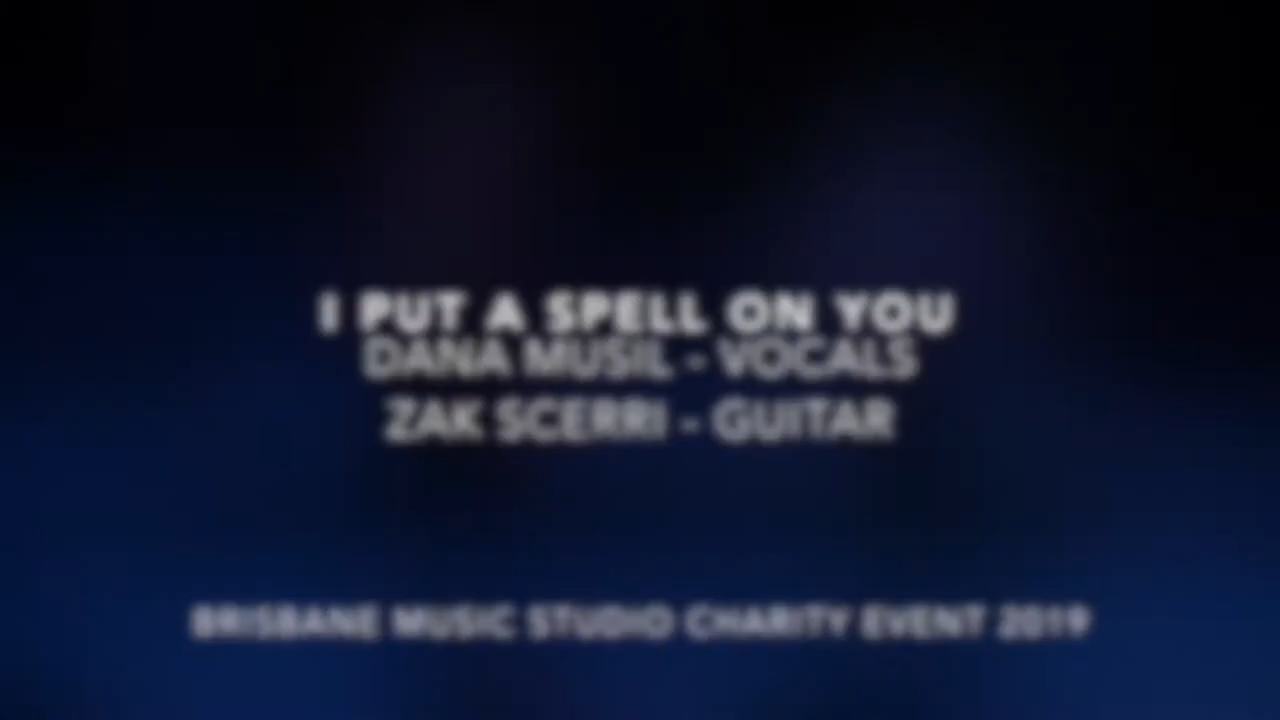 I PUT A SPELL ON YOU
DANA MUSIL - VOCALS
ZAK SCERRI - GUITAR
BRISBANE MUSIC STUDIO CHARITY EVENT 2019